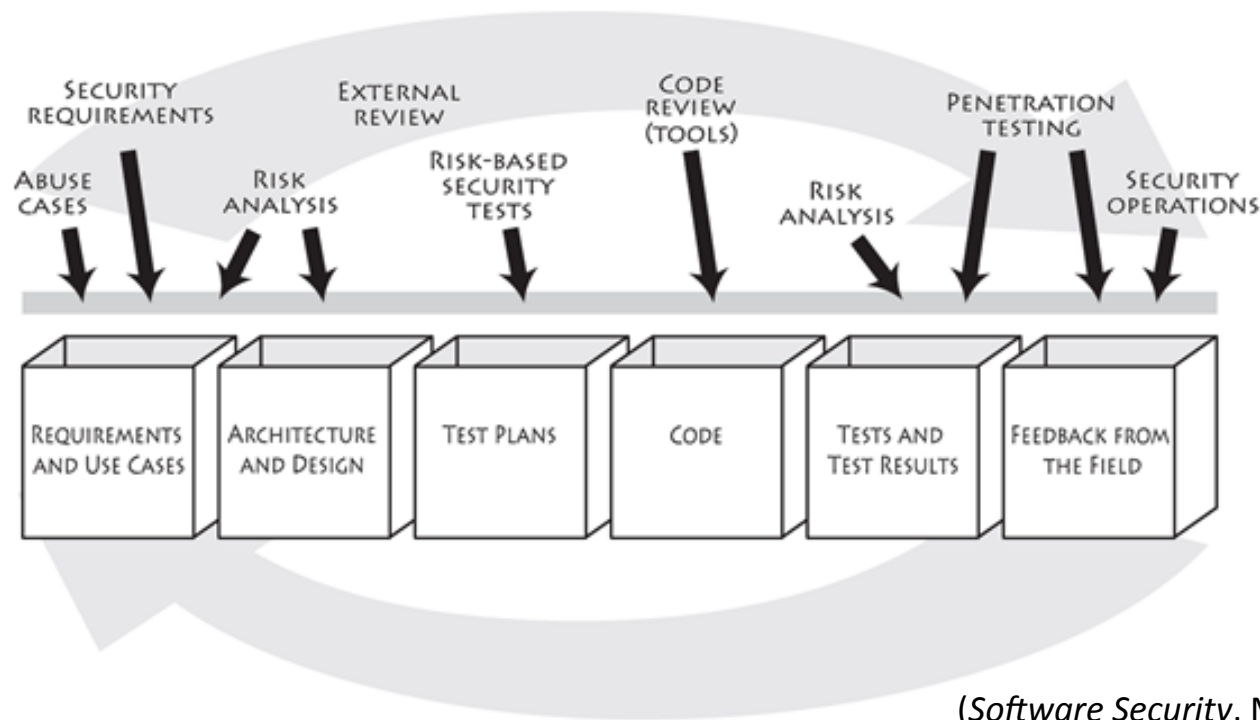 SECURITY
REQUIREMENTS
EXTERNAL
REVIEW
CODE
REVIEW
(TOOLS)
PENETRATION
TESTING
ABUSE
CASES
RISK
ANALYSIS
RISK-BASED
SECURITY
TESTS
RISK
ANALYSIS
SECURITY
OPERATIONS
REQUIREMENTS
AND USE CASES
ARCHITECTURE
AND DESIGN
TEST PLANS
CODE
TESTS AND
TEST RESULTS
FEEDBACK FROM
THE FIELD
(Software Security,